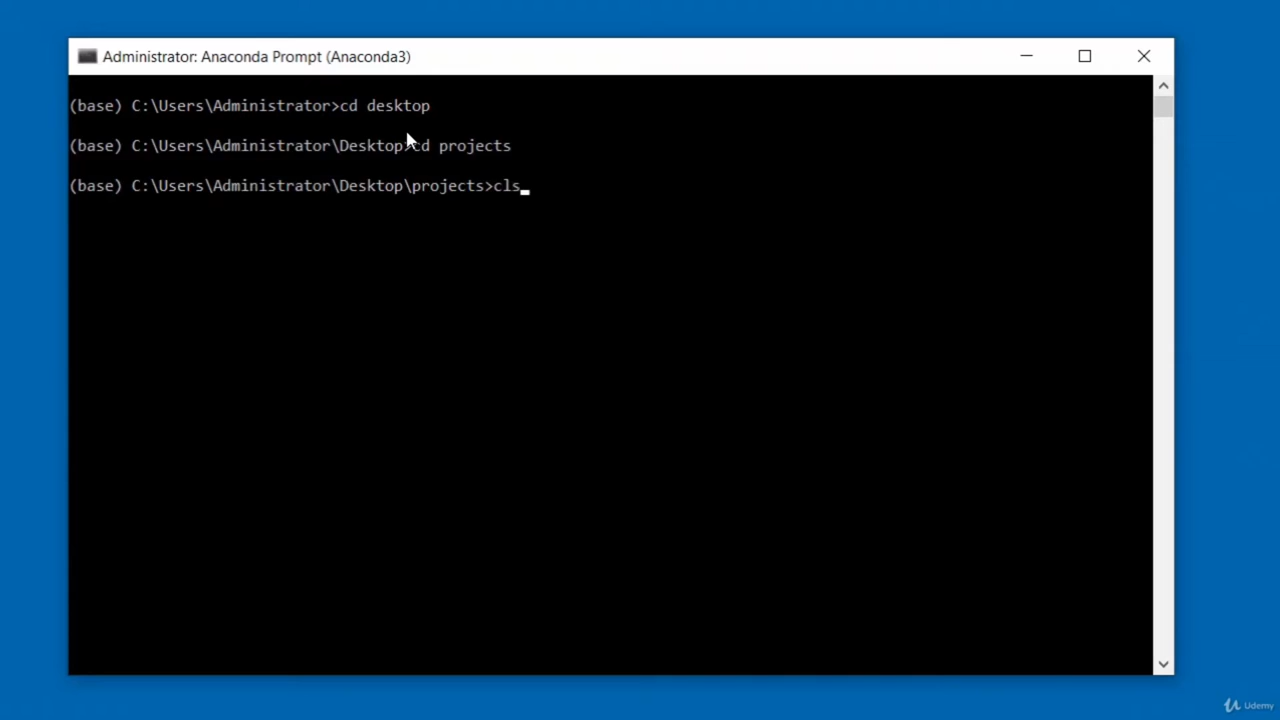 Administrator: Anaconda Prompt (Anaconda3)
(base) C:\Users\Administrator>cd desktop
(base) C:\Users\Administrator\Desktop>cd projects
(base) C:\Users\Administrator\Desktop\projects>cls
Udemy